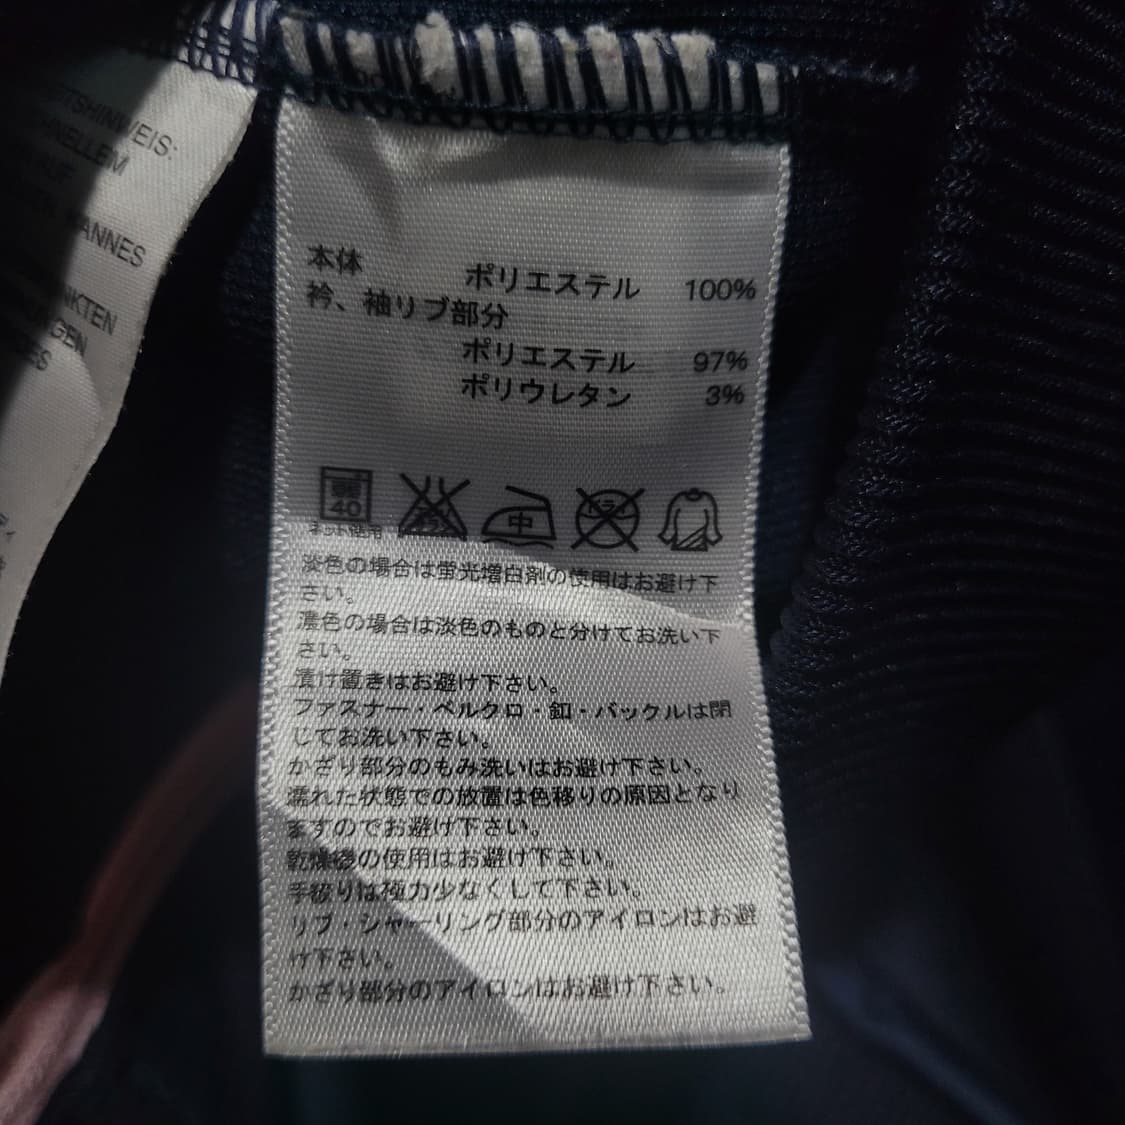 WEIS:
NNELLEM
AUF
ANNES
NKTEN
GEN
本体 ポリエステル 100%
衿、袖リブ部分
ポリエステル 97%
ポリウレタン 3%
40 中
ネット使用
淡色の場合は蛍光増白剤の使用はお避け下
さい。
濃色の場合は淡色のものと分けてお洗い下
さい。
漬け置きはお避け下さい。
ファスナー・ベルクロ・釦・バックルは閉
じてお洗い下さい。
かざり部分のもみ洗いはお避け下さい。
濡れた状態での放置は色移りの原因となり
ますのでお避け下さい。
乾燥後の使用はお避け下さい。
手絞りは極力少なくして下さい。
リブ・シャーリング部分のアイロンはお避
け下さい。
かざり部分のアイロンはお避け下さい。